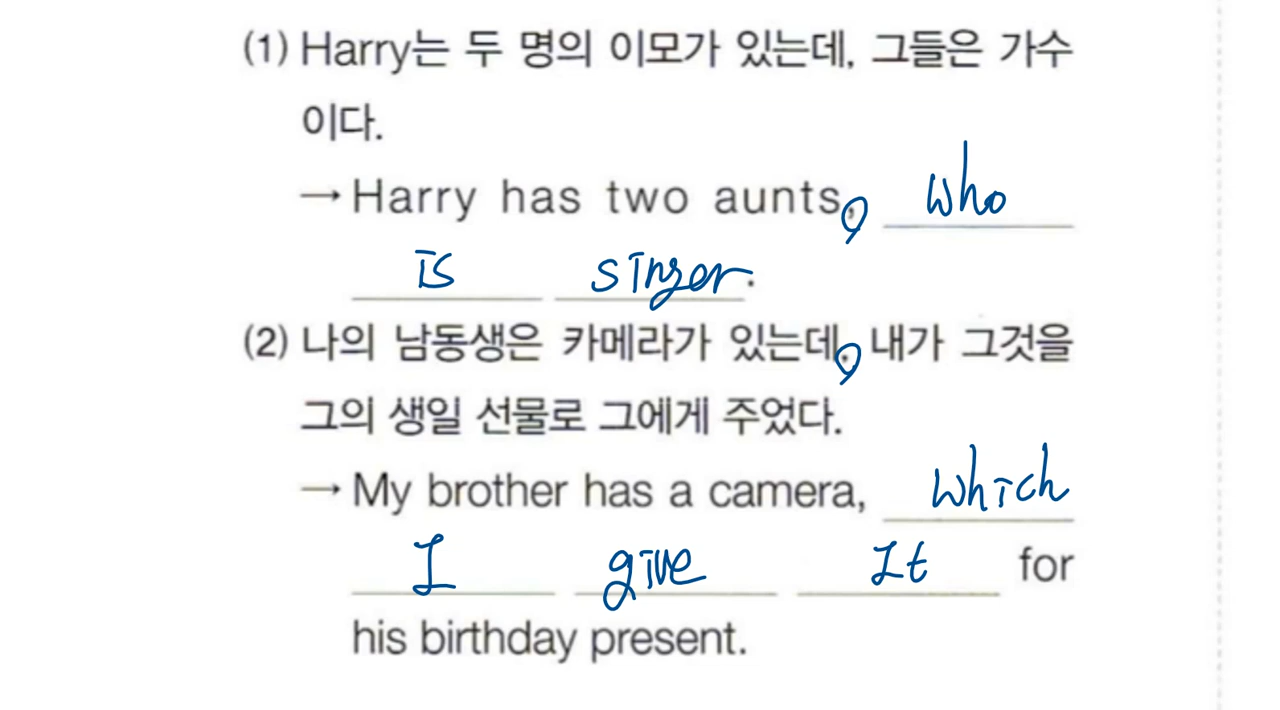 (1) Harry는 두 명의 이모가 있는데, 그들은 가수
이다.
→ Harry has two aunts, who
is singer.
(2) 나의 남동생은 카메라가 있는데, 내가 그것을
그의 생일 선물로 그에게 주었다.
→ My brother has a camera, which
I give It for
his birthday present.